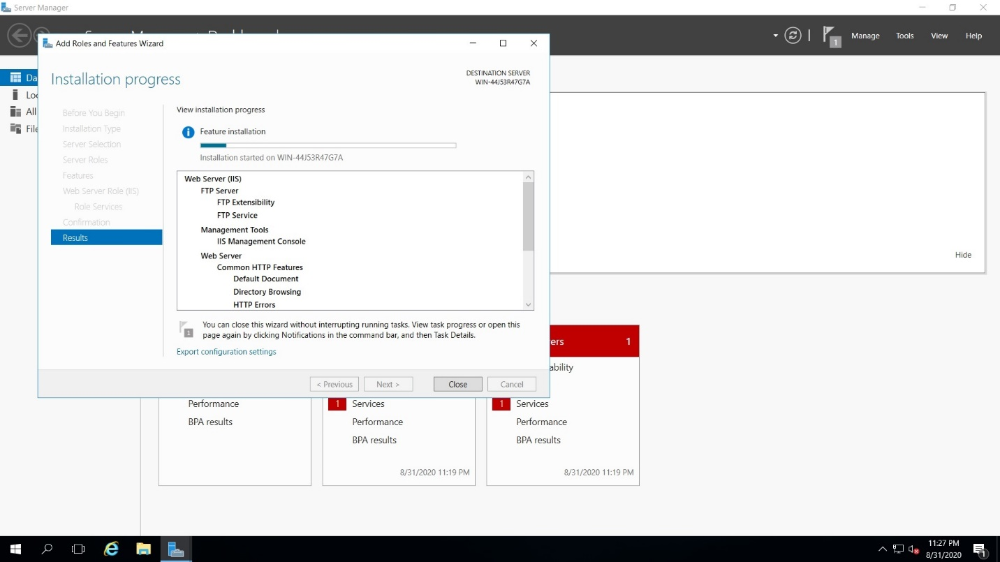 Server Manager
Add Roles and Features Wizard
1
Manage
Tools
View
Help
Installation progress
DESTINATION SERVER
WIN-44J53R47G7A
Before You Begin
Installation Type
Server Selection
Server Roles
Features
Web Server Role (IIS)
Role Services
Confirmation
Results
View installation progress
Feature installation
Installation started on WIN-44J53R47G7A
Web Server (IIS)
FTP Server
FTP Extensibility
FTP Service
Management Tools
IIS Management Console
Web Server
Common HTTP Features
Default Document
Directory Browsing
HTTP Errors
1
You can close this wizard without interrupting running tasks. View task progress or open this
page again by clicking Notifications in the command bar, and then Task Details.
Export configuration settings
< Previous
Next >
Close
Cancel
Da
Loc
All
File
Hide
ers 1
ability
Performance
BPA results
1 Services
Performance
BPA results
8/31/2020 11:19 PM
1 Services
Performance
BPA results
8/31/2020 11:19 PM
11:27 PM
8/31/2020
1